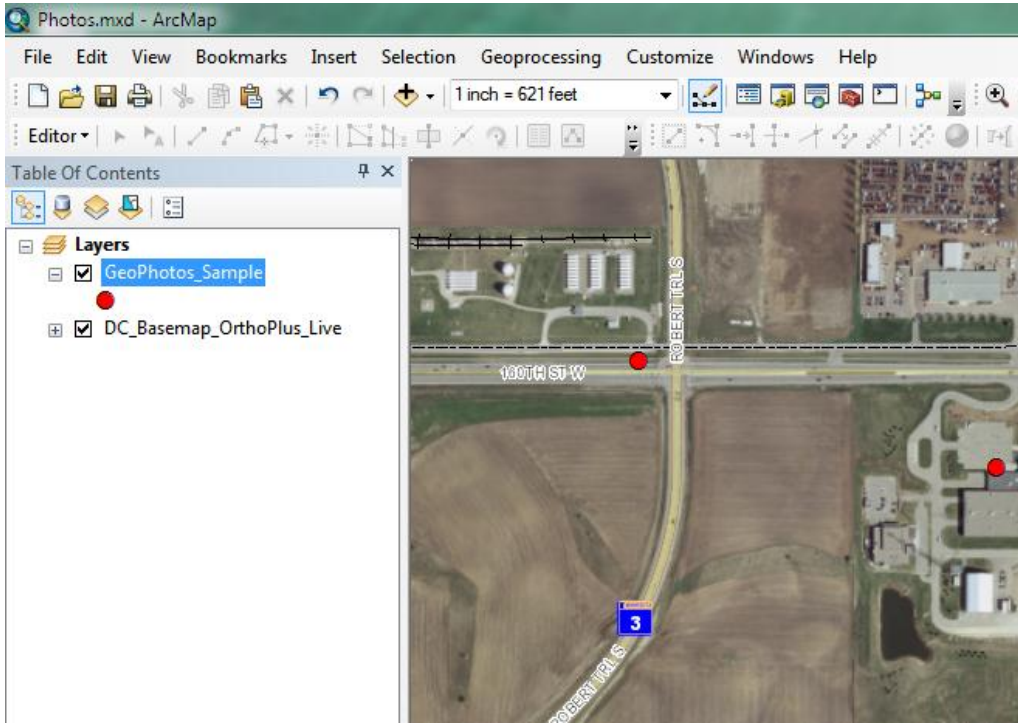 Photos.mxd - ArcMap
File Edit View Bookmarks Insert Selection Geoprocessing Customize Windows Help
1 inch = 621 feet
Editor
Table Of Contents
Layers
GeoPhotos_Sample
DC_Basemap_OrthoPlus_Live
ROBERT TRL S
160TH ST W
3
ROBERT TRL S